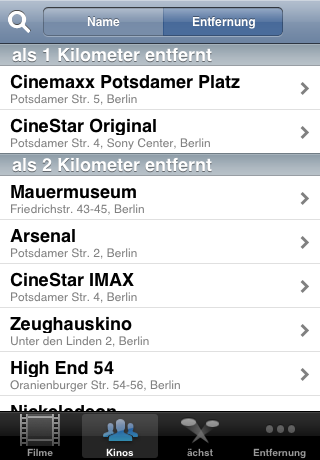 Name
Entfernung
als 1 Kilometer entfernt
Cinemaxx Potsdamer Platz
Potsdamer Str. 5, Berlin
CineStar Original
Potsdamer Str. 4, Sony Center, Berlin
als 2 Kilometer entfernt
Mauermuseum
Friedrichstr. 43-45, Berlin
Arsenal
Potsdamer Str. 2, Berlin
CineStar IMAX
Potsdamer Str. 4, Berlin
Zeughauskino
Unter den Linden 2, Berlin
High End 54
Oranienburger Str. 54-56, Berlin
Nickelodeon
Filme
Kinos
ächst
Entfernung